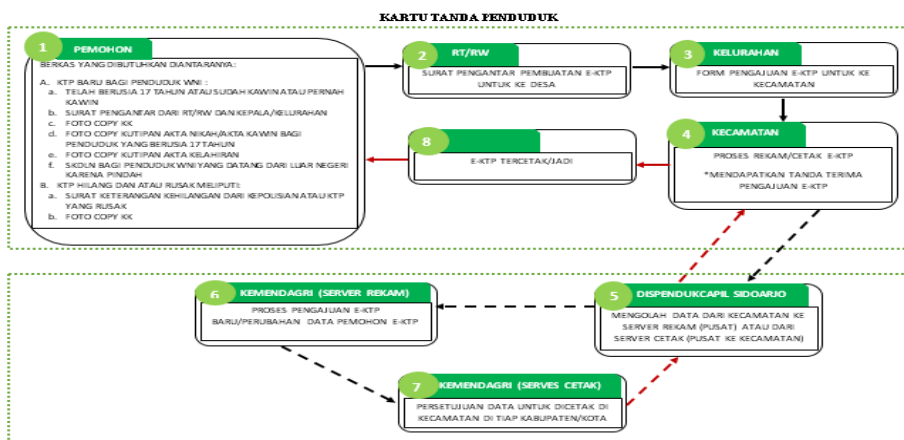 KARTU TANDA PENDUDUK
1 PEMOHON
BERKAS YANG DIBUTUHKAN DIANTARANYA:
A. KTP BARU BAGI PENDUDUK WNI :
a. TELAH BERUSIA 17 TAHUN ATAU SUDAH KAWIN ATAU PERNAH
KAWIN
b. SURAT PENGANTAR DARI RT/RW DAN KEPALA/KELURAHAN
c. FOTO COPY KK
d. FOTO COPY KUTIPAN AKTA NIKAH/AKTA KAWIN BAGI
PENDUDUK YANG BERUSIA 17 TAHUN
e. FOTO COPY KUTIPAN AKTA KELAHIRAN
f. SKDLN BAGI PENDUDUK WNI YANG DATANG DARI LUAR NEGERI
KARENA PINDAH
B. KTP HILANG DAN ATAU RUSAK MELIPUTI:
a. SURAT KETERANGAN KEHILANGAN DARI KEPOLISIAN ATAU KTP
YANG RUSAK
b. FOTO COPY KK
2 RT/RW
SURAT PENGANTAR PEMBUATAN E-KTP
UNTUK KE DESA
3 KELURAHAN
FORM PENGAJUAN E-KTP UNTUK KE
KECAMATAN
4 KECAMATAN
PROSES REKAM/CETAK E-KTP
*MENDAPATKAN TANDA TERIMA
PENGAJUAN E-KTP
8
E-KTP TERCETAK/JADI
5 DISPENDUKCAPIL SIDOARJO
MENGOLAH DATA DARI KECAMATAN KE
SERVER REKAM (PUSAT) ATAU DARI
SERVER CETAK (PUSAT KE KECAMATAN)
6 KEMENDAGRI (SERVER REKAM)
PROSES PENGAJUAN E-KTP
BARU/PERUBAHAN DATA PEMOHON E-KTP
7 KEMENDAGRI (SERVES CETAK)
PERSETUJUAN DATA UNTUK DICETAK DI
KECAMATAN DI TIAP KABUPATEN/KOTA